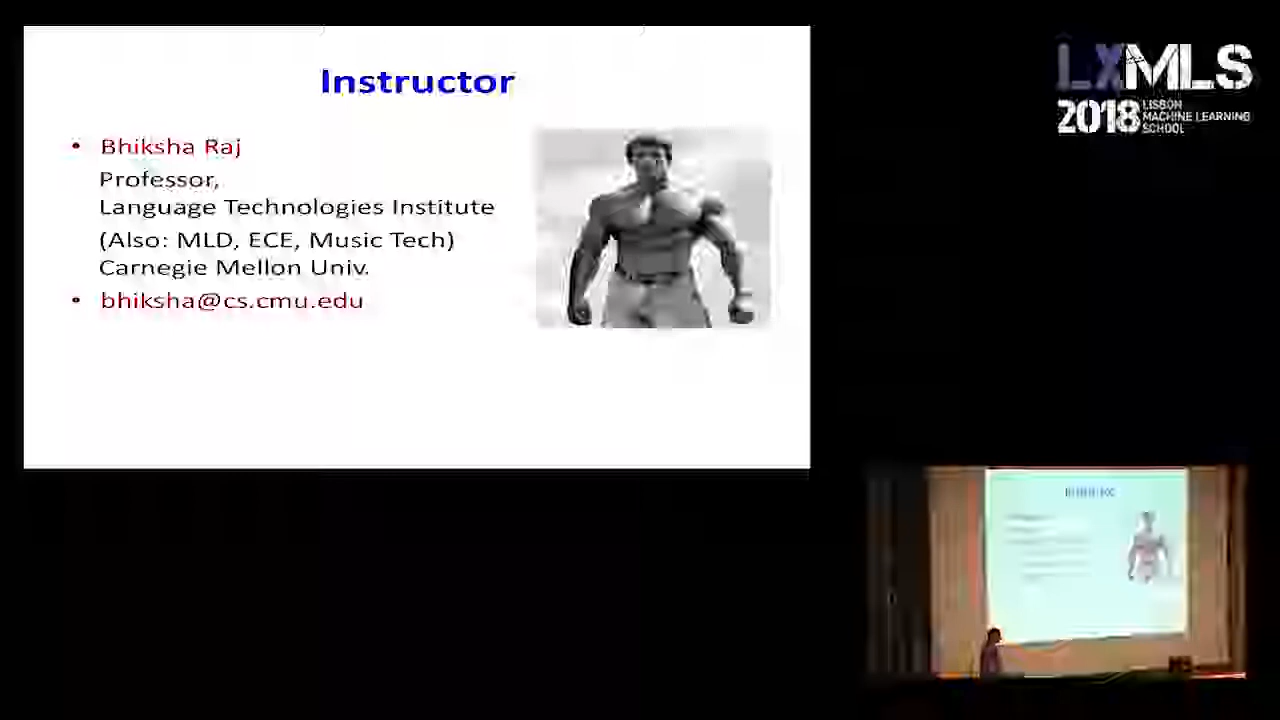 Instructor
• Bhiksha Raj
Professor,
Language Technologies Institute
(Also: MLD, ECE, Music Tech)
Carnegie Mellon Univ.
• bhiksha@cs.cmu.edu
LXMLS
2018 LISBON
MACHINE LEARNING
SCHOOL